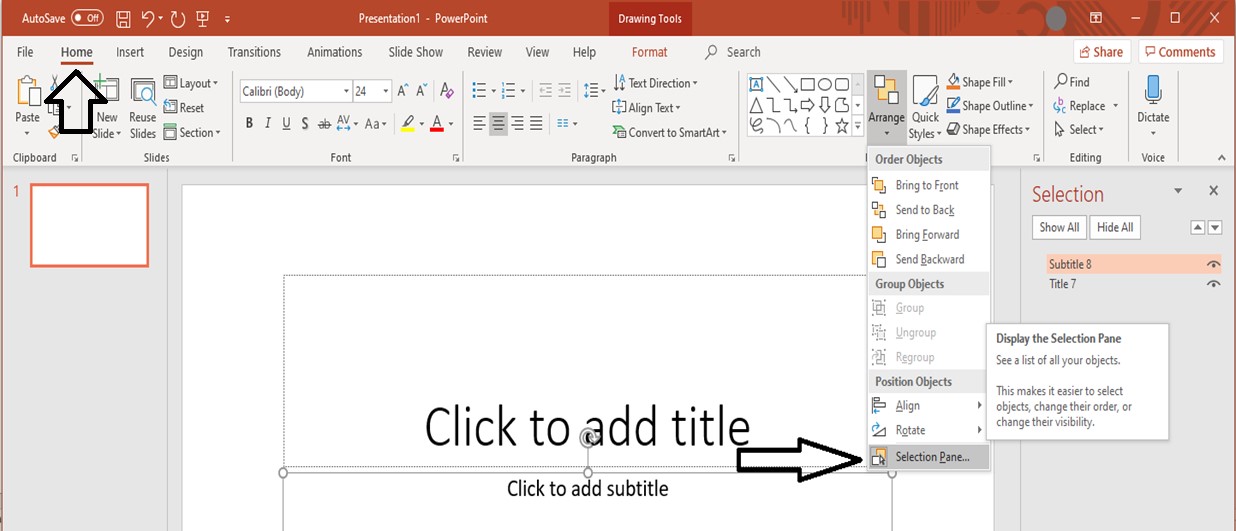 AutoSave Off Presentation1 - PowerPoint Drawing Tools
File Home Insert Design Transitions Animations Slide Show Review View Help Format Search Share Comments
Paste
Clipboard
New
Slide
Reuse
Slides
Layout
Reset
Section
Slides
Calibri (Body) 24
B I U S ab AV Aa A
Font
Text Direction
Align Text
Convert to SmartArt
Paragraph
Arrange
Quick
Styles
Shape Fill
Shape Outline
Shape Effects
Find
Replace
Select
Editing
Dictate
Voice
1
Click to add title
Click to add subtitle
Order Objects
Bring to Front
Send to Back
Bring Forward
Send Backward
Group Objects
Group
Ungroup
Regroup
Position Objects
Align
Rotate
Selection Pane...
Display the Selection Pane
See a list of all your objects.
This makes it easier to select
objects, change their order, or
change their visibility.
Selection
Show All Hide All
Subtitle 8
Title 7